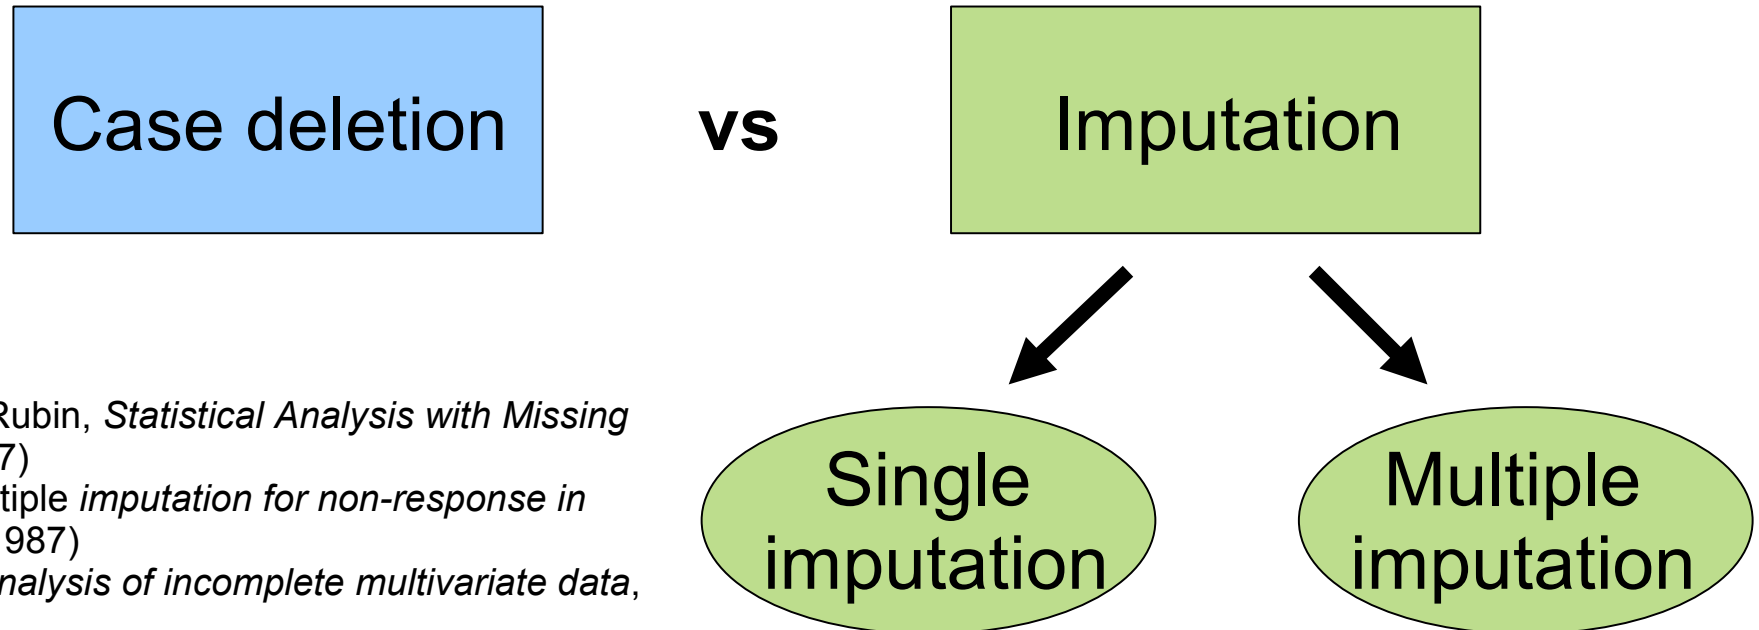 Case deletion
vs
Imputation
Rubin, Statistical Analysis with Missing
7)
tiple imputation for non-response in
987)
nalysis of incomplete multivariate data,
Single
imputation
Multiple
imputation